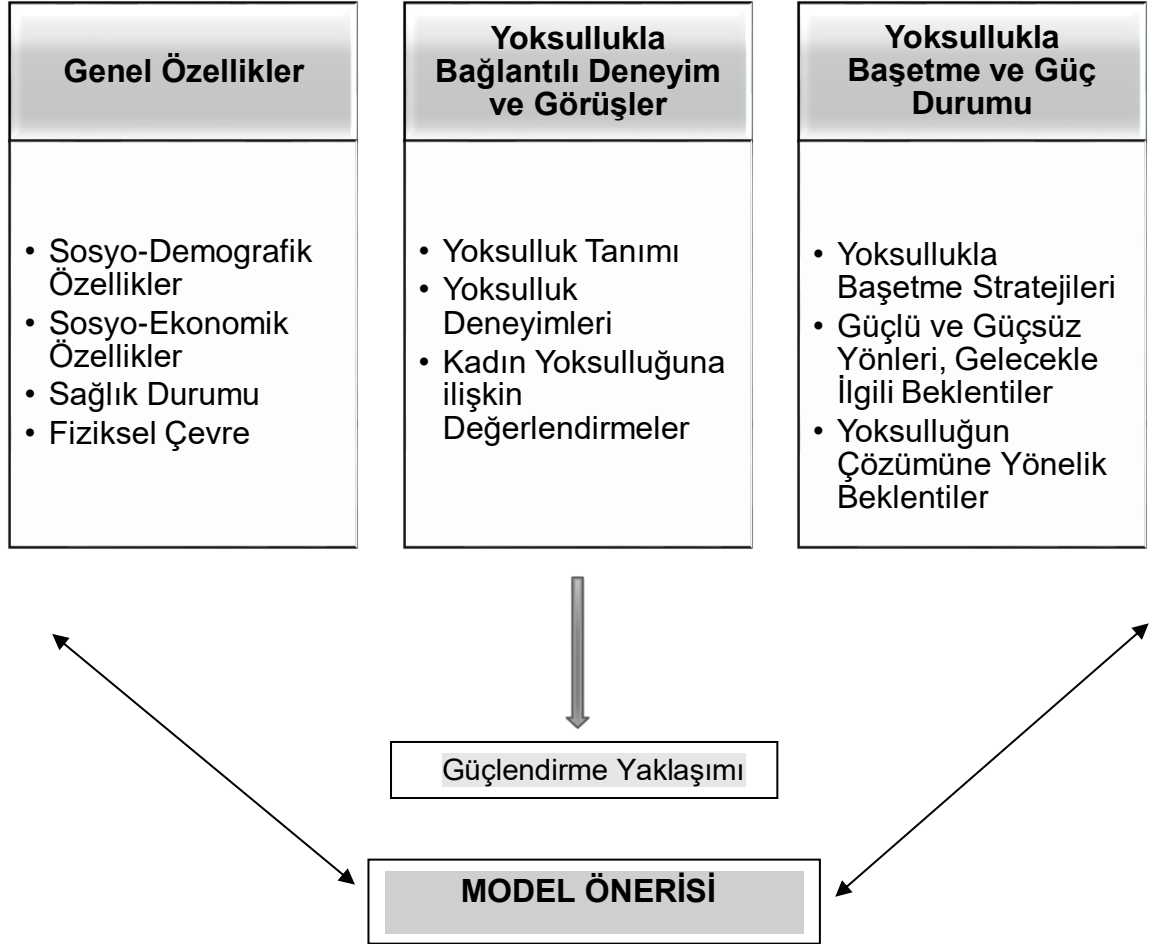 Genel Özellikler
• Sosyo-Demografik
Özellikler
• Sosyo-Ekonomik
Özellikler
• Sağlık Durumu
• Fiziksel Çevre
Yoksullukla
Bağlantılı Deneyim
ve Görüşler
• Yoksulluk Tanımı
• Yoksulluk
Deneyimleri
• Kadın Yoksulluğuna
ilişkin
Değerlendirmeler
Yoksullukla
Başetme ve Güç
Durumu
• Yoksullukla
Başetme Stratejileri
• Güçlü ve Güçsüz
Yönleri, Gelecekle
İlgili Beklentiler
• Yoksulluğun
Çözümüne Yönelik
Beklentiler
Güçlendirme Yaklaşımı
MODEL ÖNERİSİ